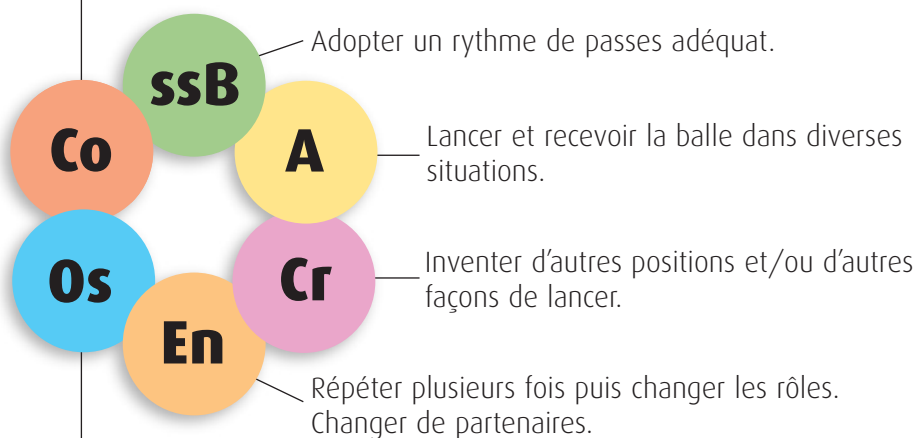 ssB
Adopter un rythme de passes adéquat.
Co
A
Lancer et recevoir la balle dans diverses
situations.
Os
Cr
Inventer d'autres positions et/ou d'autres
façons de lancer.
En
Répéter plusieurs fois puis changer les rôles.
Changer de partenaires.